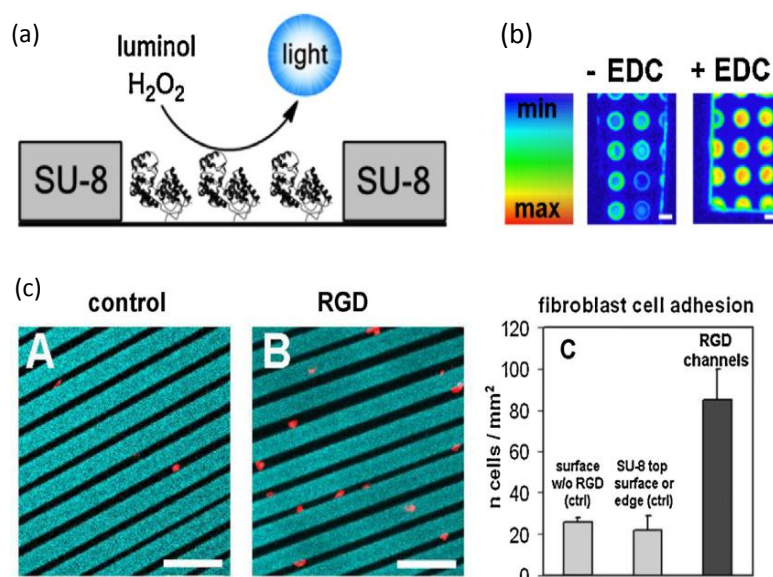 (a)
luminol
H₂O₂
light
SU-8
SU-8
(b)
- EDC
+ EDC
min
max
(c)
control
RGD
A
B
fibroblast cell adhesion
C
n cells / mm²
120
100
80
60
40
20
0
surface
w/o RGD
(ctrl)
SU-8 top
surface or
edge (ctrl)
RGD
channels